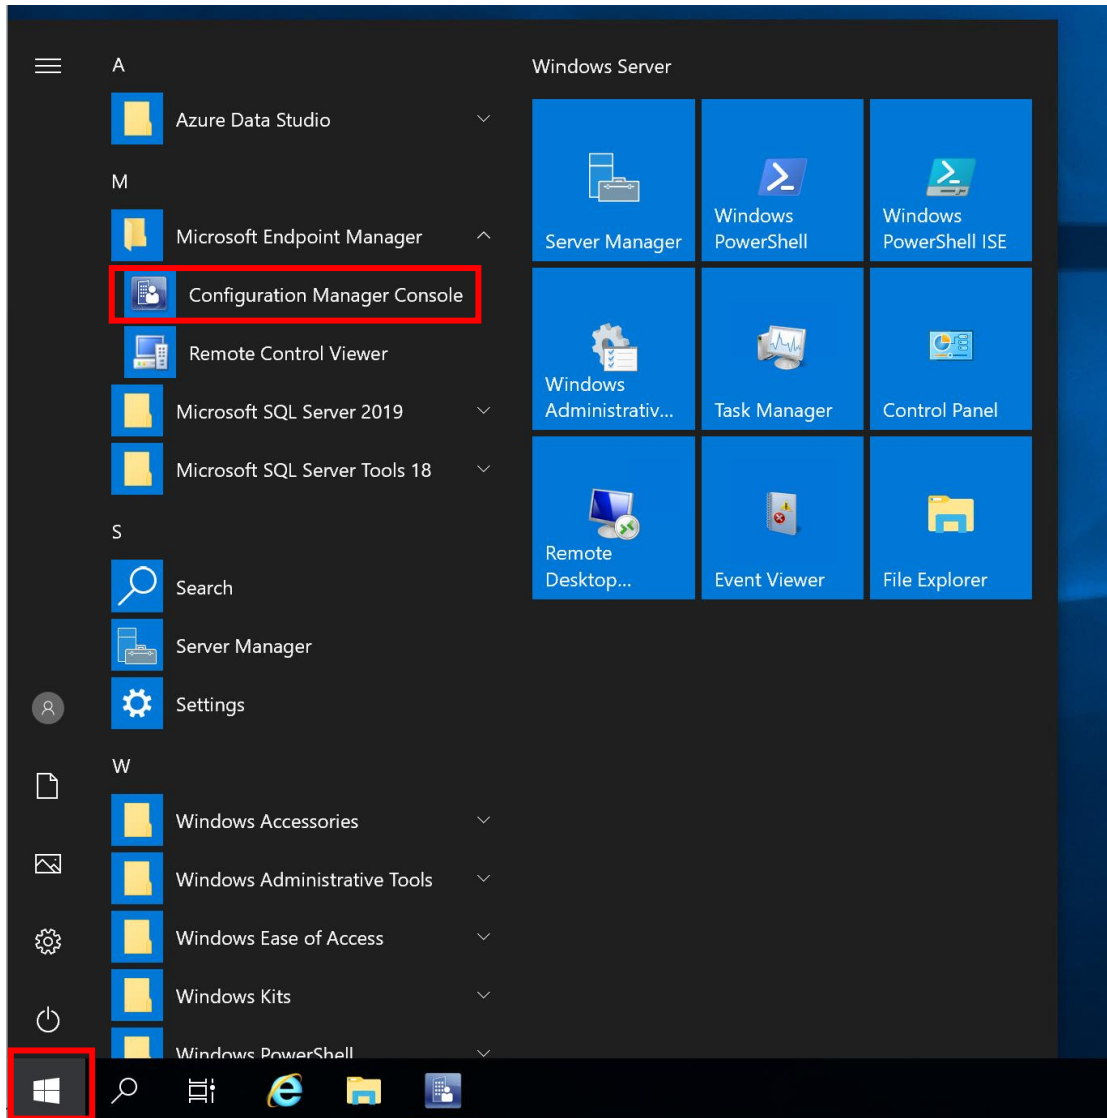 A
Azure Data Studio
M
Microsoft Endpoint Manager
Configuration Manager Console
Remote Control Viewer
Microsoft SQL Server 2019
Microsoft SQL Server Tools 18
S
Search
Server Manager
Settings
W
Windows Accessories
Windows Administrative Tools
Windows Ease of Access
Windows Kits
Windows PowerShell
Windows Server
Server Manager
Windows
PowerShell
Windows
PowerShell ISE
Windows
Administrativ...
Task Manager
Control Panel
Remote
Desktop...
Event Viewer
File Explorer